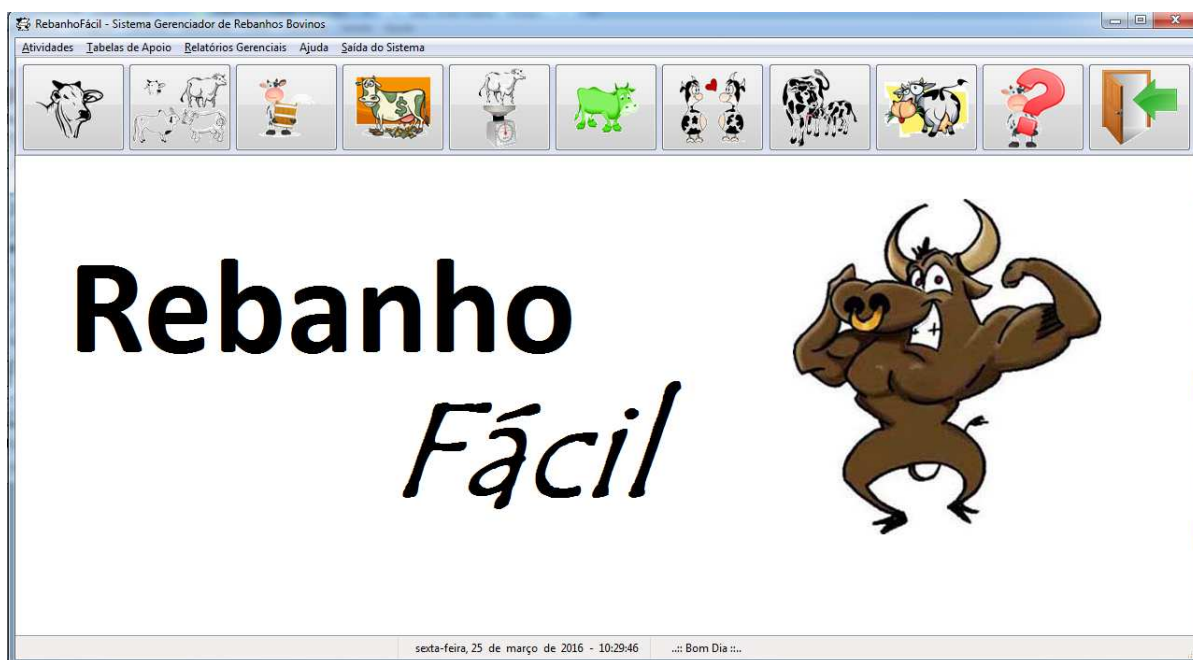 RebanhoFácil - Sistema Gerenciador de Rebanhos Bovinos
Atividades Tabelas de Apoio Relatórios Gerenciais Ajuda Saída do Sistema
Rebanho
Fácil
sexta-feira, 25 de março de 2016 - 10:29:46 ..:: Bom Dia ::..